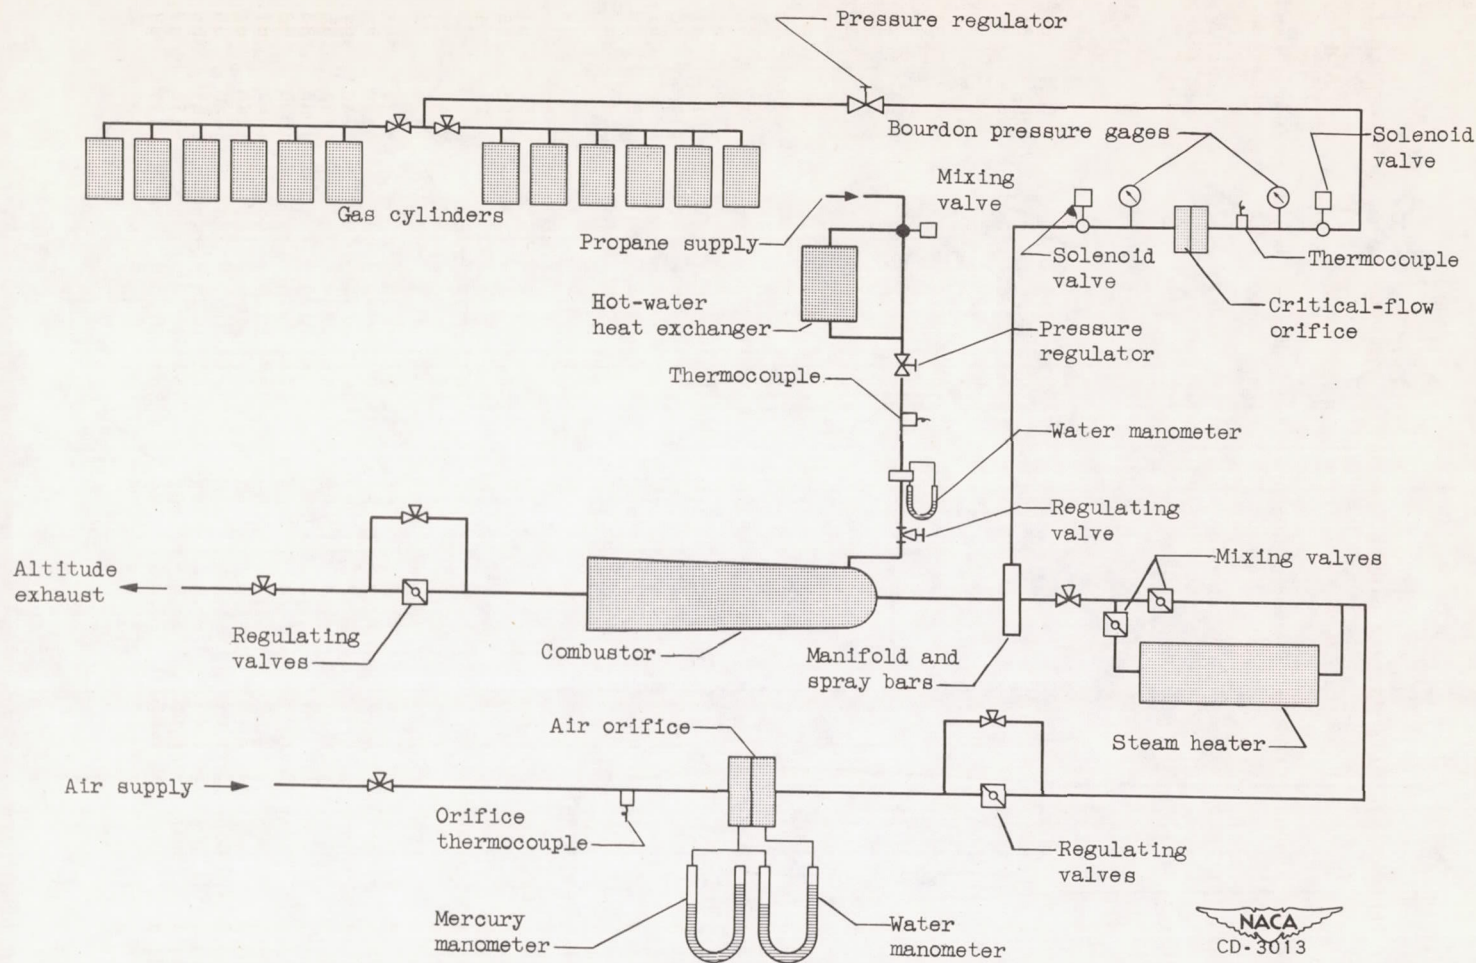 Pressure regulator
Bourdon pressure gages
Solenoid
valve
Gas cylinders
Mixing
valve
Propane supply
Solenoid
valve
Thermocouple
Hot-water
heat exchanger
Critical-flow
orifice
Pressure
regulator
Thermocouple
Water manometer
Regulating
valve
Altitude
exhaust
Mixing valves
Regulating
valves
Combustor
Manifold and
spray bars
Steam heater
Air orifice
Air supply
Orifice
thermocouple
Regulating
valves
Mercury
manometer
Water
manometer
NACA
CD-3013